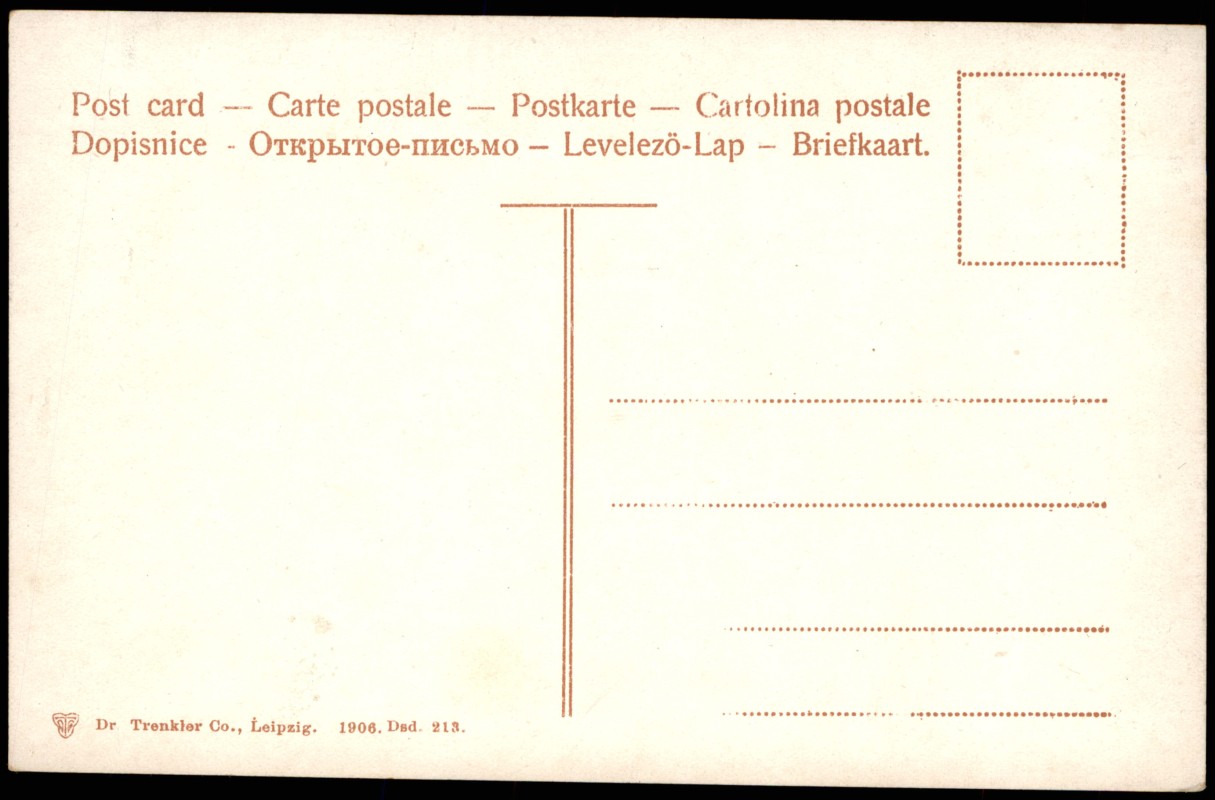 Post card — Carte postale — Postkarte — Cartolina postale
Dopisnice - Открытое-письмо – Levelezö-Lap – Briefkaart.
Dr Trenkler Co., Leipzig. 1906. Dsd. 213.